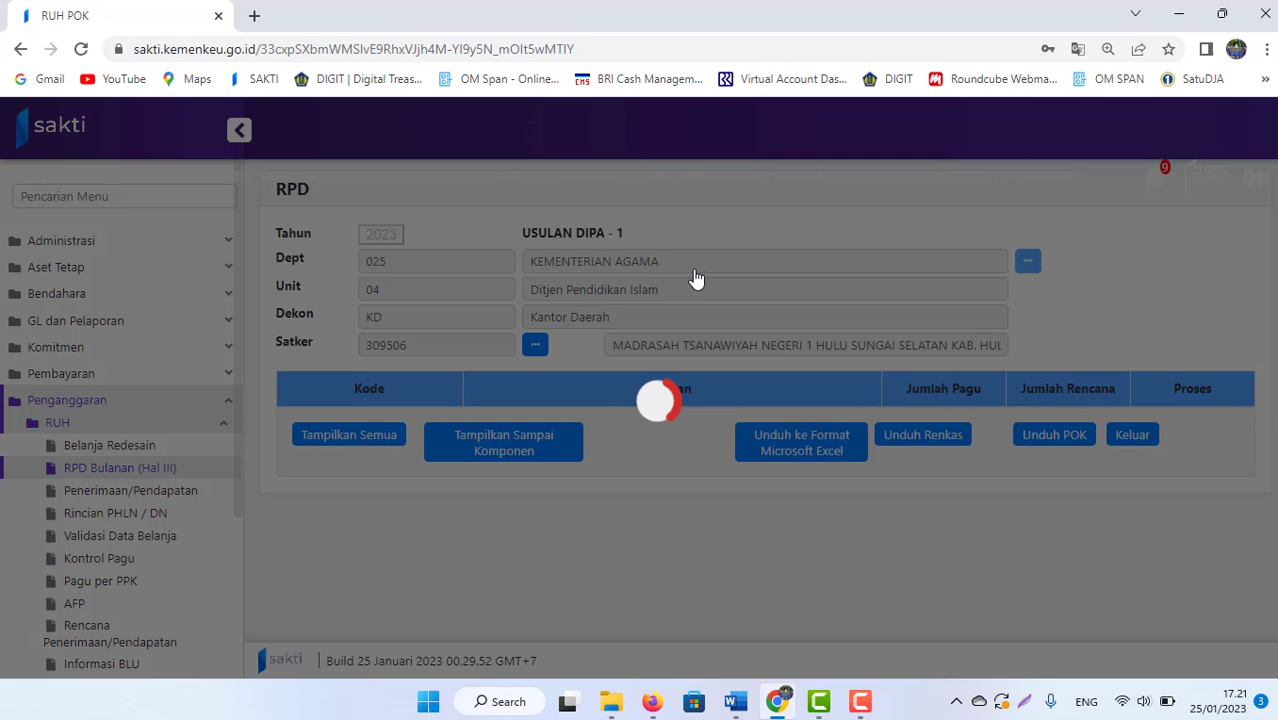 RUH POK
sakti.kemenkeu.go.id/33cxpSXbmWMSlvE9RhxVJjh4M-YI9y5N_mOIt5wMTIY
Gmail YouTube Maps SAKTI DIGIT | Digital Treas... OM Span - Online... CMS BRI Cash Managem... Virtual Account Das... DIGIT Roundcube Webma... OM SPAN SatuDJA »
sakti
9
Pencarian Menu
Administrasi
Aset Tetap
Bendahara
GL dan Pelaporan
Komitmen
Pembayaran
Penganggaran
RUH
Belanja Redesain
RPD Bulanan (Hal III)
Penerimaan/Pendapatan
Rincian PHLN / DN
Validasi Data Belanja
Kontrol Pagu
Pagu per PPK
AFP
Rencana
Penerimaan/Pendapatan
Informasi BLU
RPD
Tahun 2023 USULAN DIPA - 1
Dept 025 KEMENTERIAN AGAMA ...
Unit 04 Ditjen Pendidikan Islam
Dekon KD Kantor Daerah
Satker 309506 ... MADRASAH TSANAWIYAH NEGERI 1 HULU SUNGAI SELATAN KAB. HUL
Kode Jumlah Pagu Jumlah Rencana Proses
Tampilkan Semua
Tampilkan Sampai
Komponen
Unduh ke Format
Microsoft Excel
Unduh Renkas
Unduh POK
Keluar
sakti | Build 25 Januari 2023 00.29.52 GMT+7
Search
ENG
17.21
25/01/2023
3